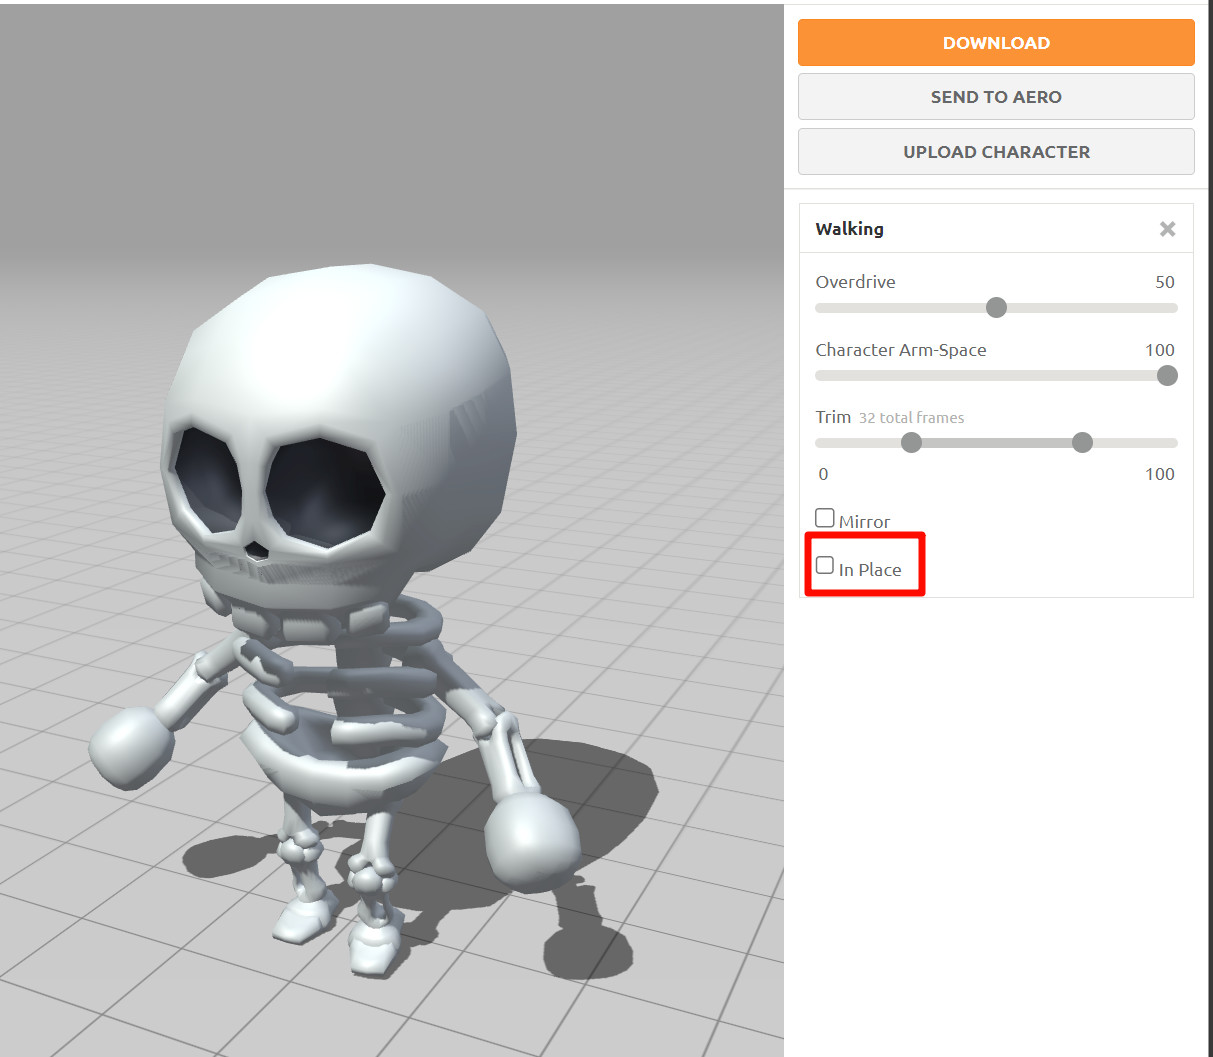 DOWNLOAD
SEND TO AERO
UPLOAD CHARACTER
Walking
Overdrive 50
Character Arm-Space 100
Trim 32 total frames
0 100
Mirror
In Place